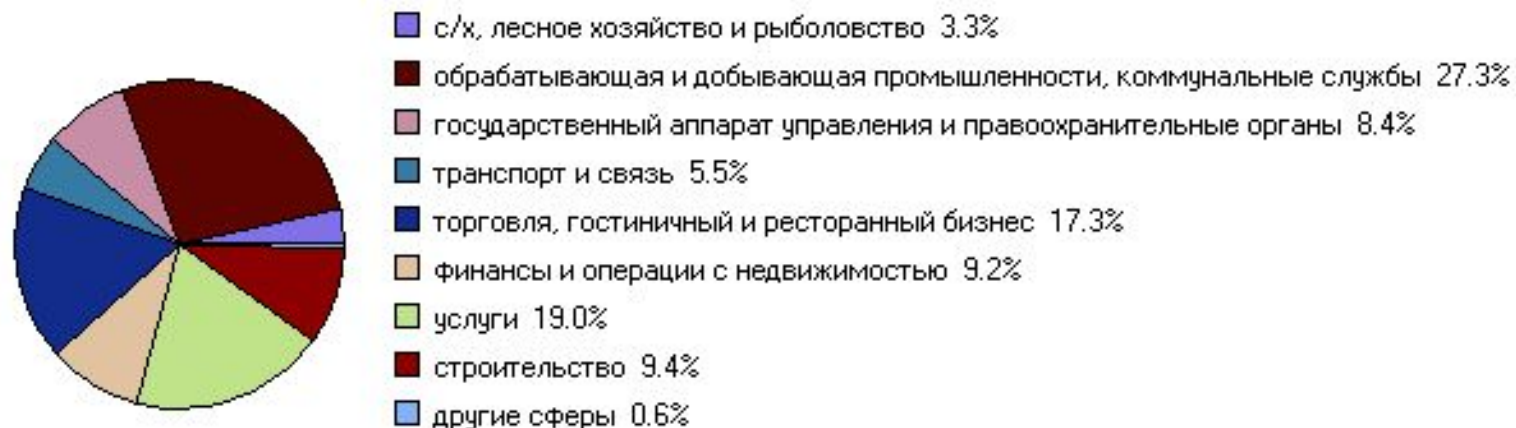 с/х, лесное хозяйство и рыболовство 3.3%
обрабатывающая и добывающая промышленности, коммунальные службы 27.3%
государственный аппарат управления и правоохранительные органы 8.4%
транспорт и связь 5.5%
торговля, гостиничный и ресторанный бизнес 17.3%
финансы и операции с недвижимостью 9.2%
услуги 19.0%
строительство 9.4%
другие сферы 0.6%